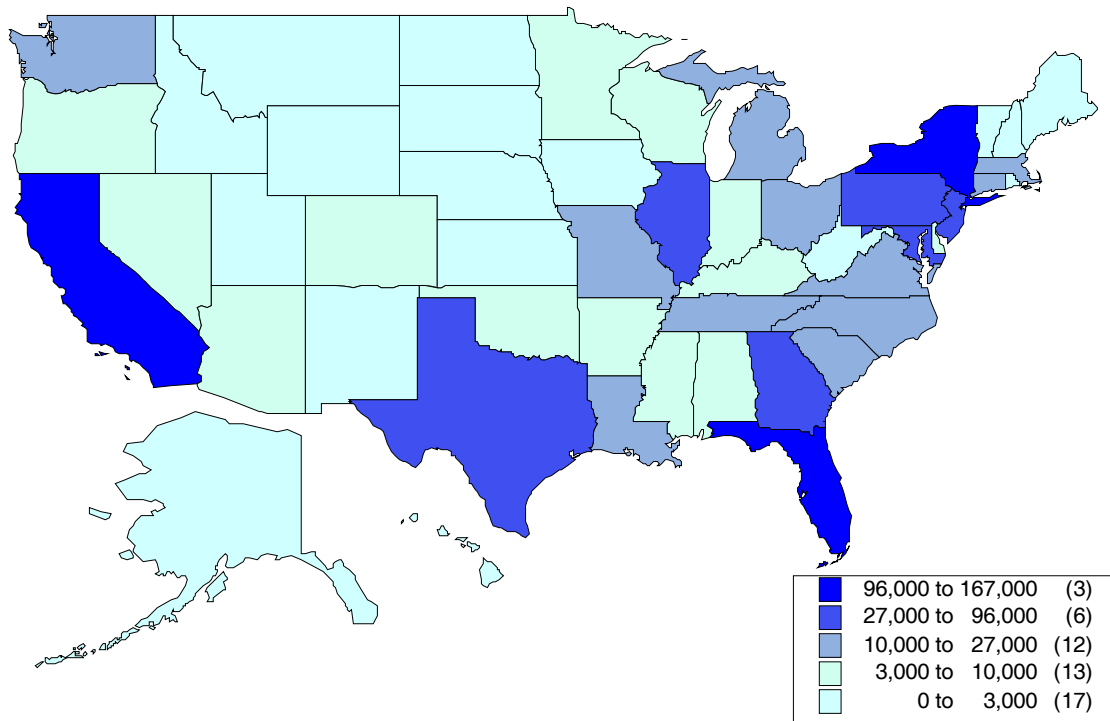 96,000 to 167,000 (3)
27,000 to 96,000 (6)
10,000 to 27,000 (12)
3,000 to 10,000 (13)
0 to 3,000 (17)